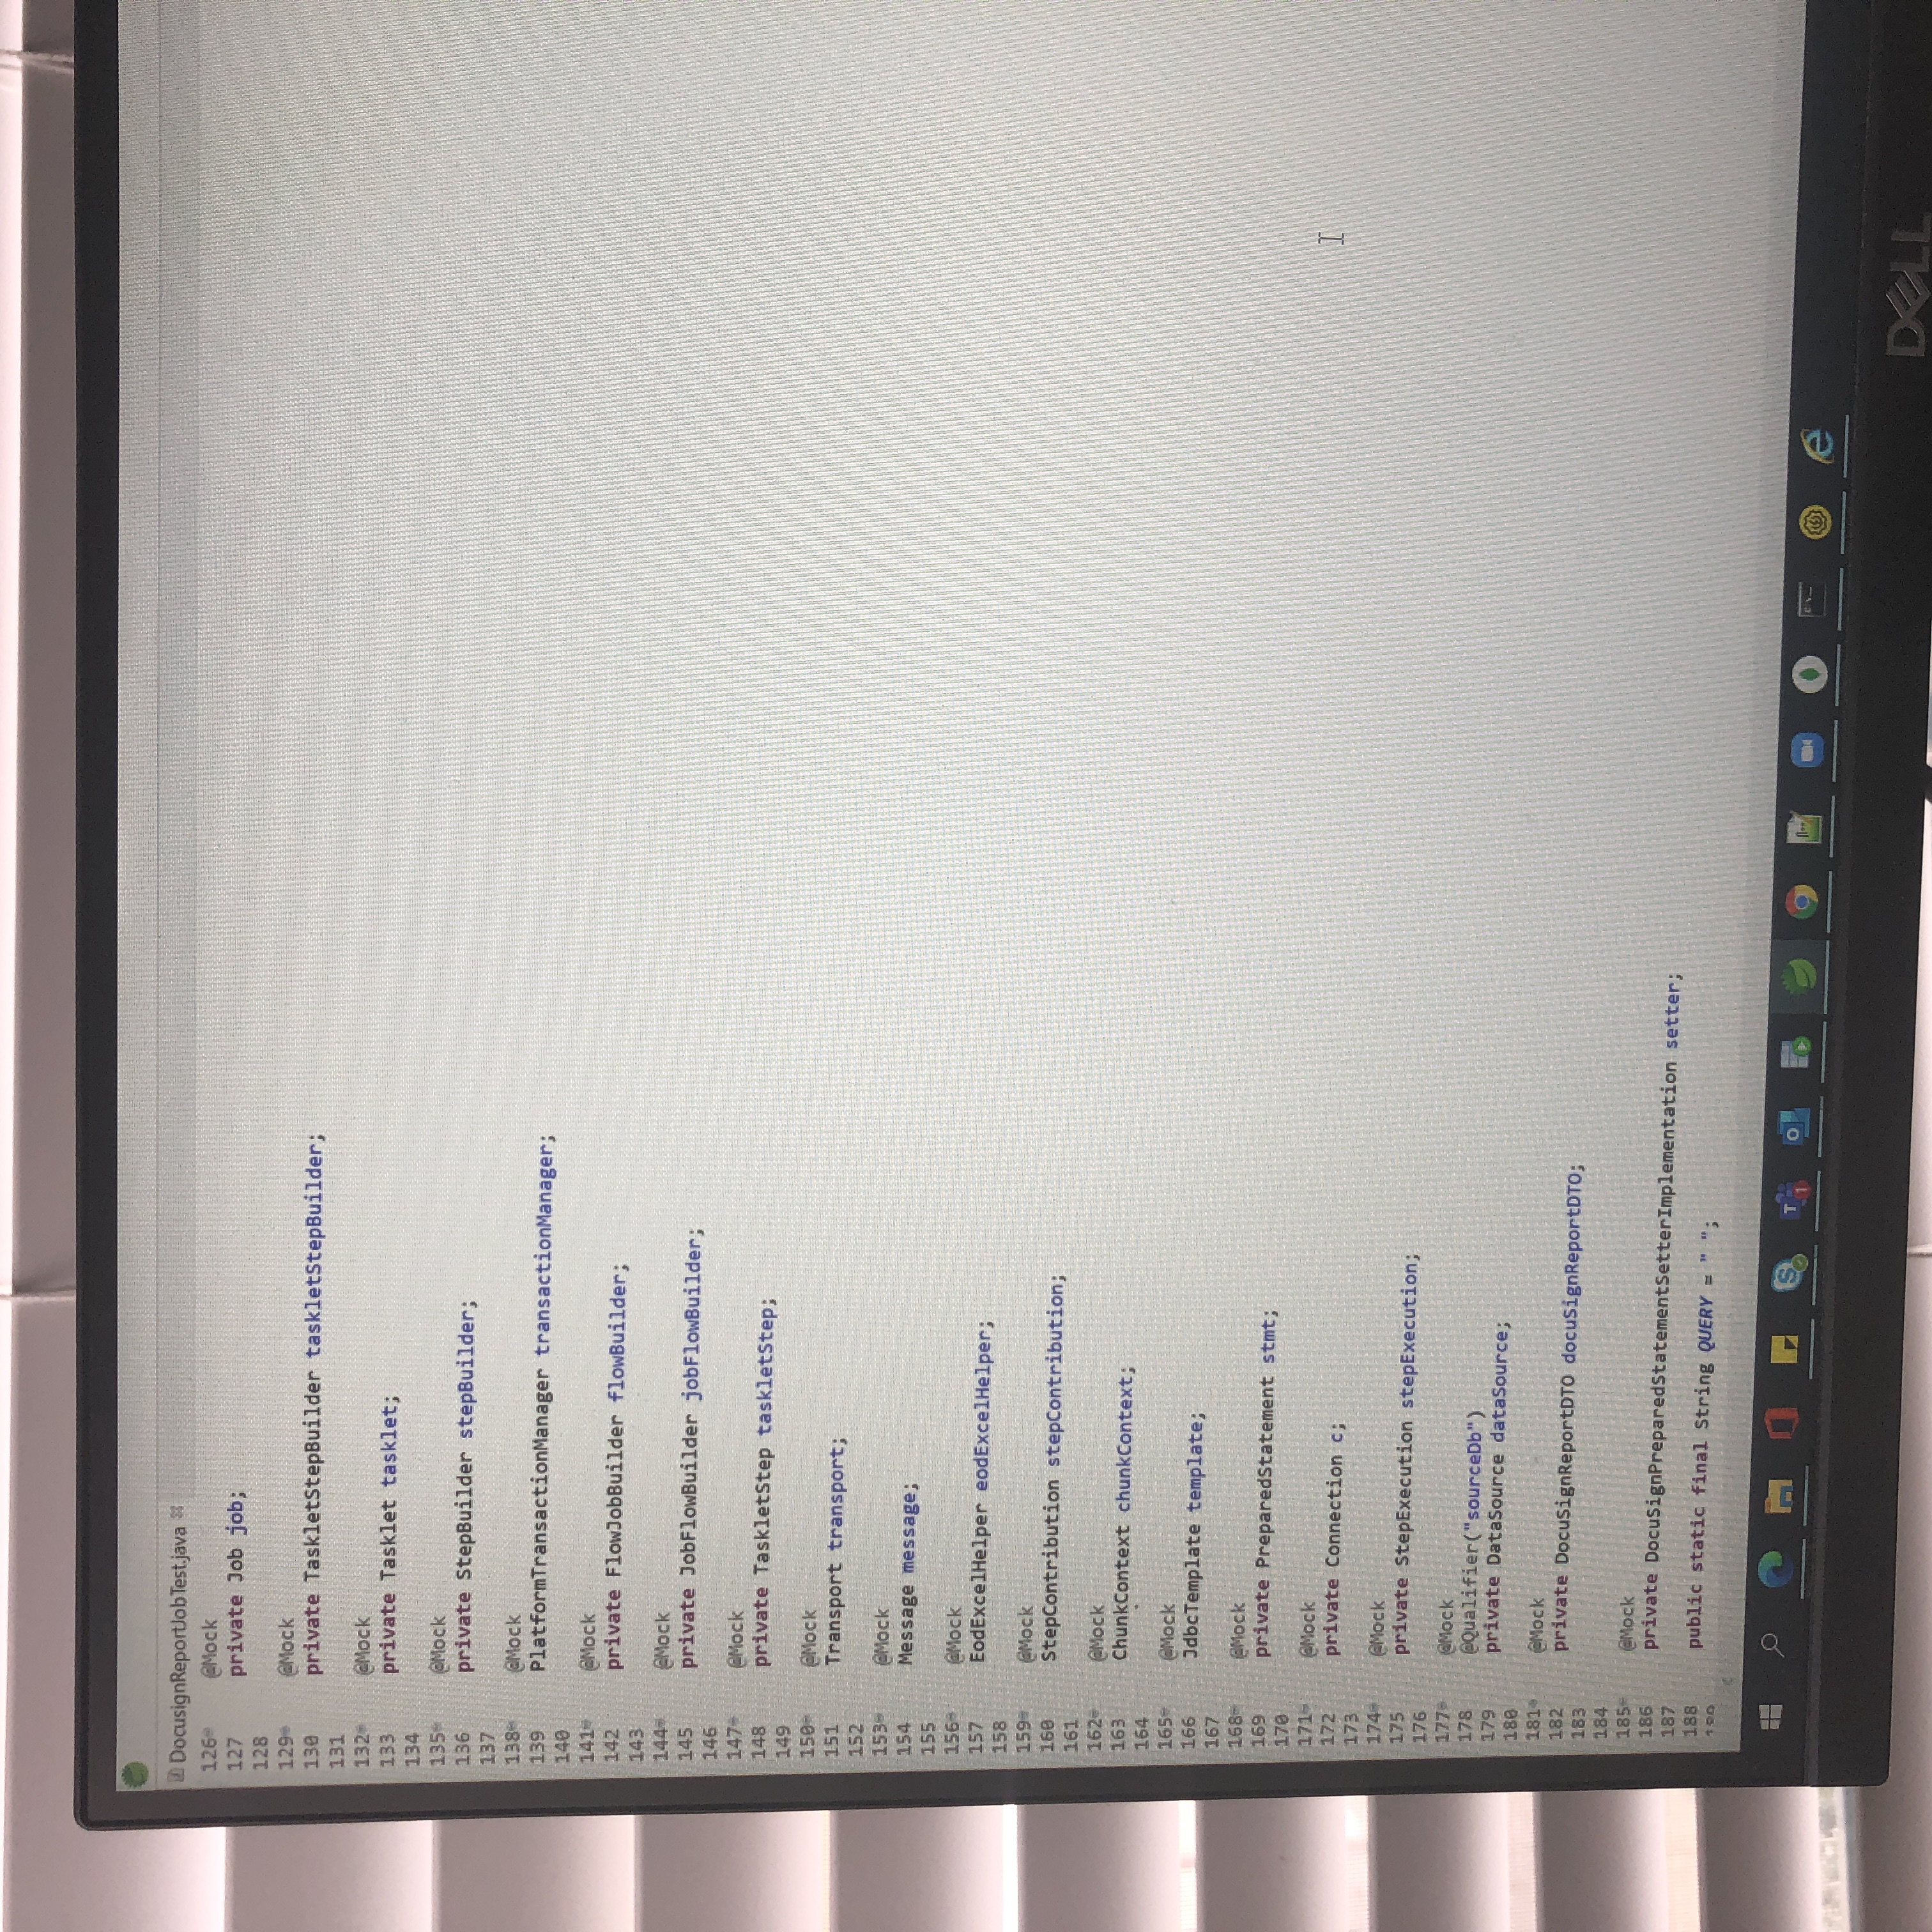 DocusignReportJobTest.java
126 @Mock
127 private Job job;
128
129 @Mock
130 private TaskletStepBuilder taskletStepBuilder;
131
132 @Mock
133 private Tasklet tasklet;
134
135 @Mock
136 private StepBuilder stepBuilder;
137
138 @Mock
139 PlatformTransactionManager transactionManager;
140
141 @Mock
142 private FlowJobBuilder flowBuilder;
143
144 @Mock
145 private JobFlowBuilder jobFlowBuilder;
146
147 @Mock
148 private TaskletStep taskletStep;
149
150 @Mock
151 Transport transport;
152
153 @Mock
154 Message message;
155
156 @Mock
157 EodExcelHelper eodExcelHelper;
158
159 @Mock
160 StepContribution stepContribution;
161
162 @Mock
163 ChunkContext chunkContext;
164
165 @Mock
166 JdbcTemplate template;
167
168 @Mock
169 private PreparedStatement stmt;
170
171 @Mock
172 private Connection c;
173
174 @Mock
175 private StepExecution stepExecution;
176
177 @Mock
178 @Qualifier("sourceDb")
179 private DataSource dataSource;
180
181 @Mock
182 private DocuSignReportDTO docuSignReportDTO;
183
184
185 @Mock
186 private DocuSignPreparedStatementSetterImplementation setter;
187
188 public static final String QUERY = " ";
189
DELL